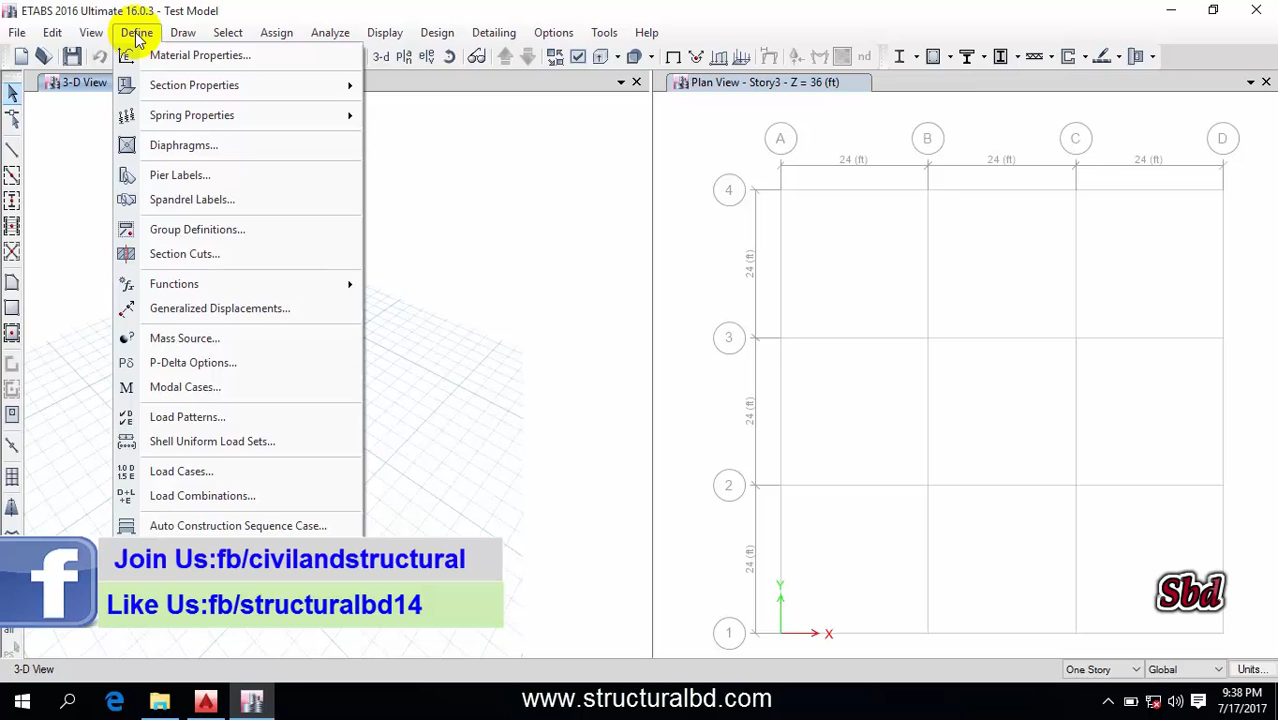 ETABS 2016 Ultimate 16.0.3 - Test Model
File Edit View Define Draw Select Assign Analyze Display Design Detailing Options Tools Help
3-d
nd
Material Properties...
Section Properties
Spring Properties
Diaphragms...
Pier Labels...
Spandrel Labels...
Group Definitions...
Section Cuts...
Functions
Generalized Displacements...
Mass Source...
P-Delta Options...
Modal Cases...
Load Patterns...
Shell Uniform Load Sets...
Load Cases...
Load Combinations...
Auto Construction Sequence Case...
3-D View
Plan View - Story3 - Z = 36 (ft)
A B C D
24 (ft) 24 (ft) 24 (ft)
4
24 (ft)
3
24 (ft)
2
24 (ft)
1
Y
X
Join Us:fb/civilandstructural
Like Us:fb/structuralbd14
Sbd
all
3-D View
One Story Global Units...
www.structuralbd.com
9:38 PM
7/17/2017